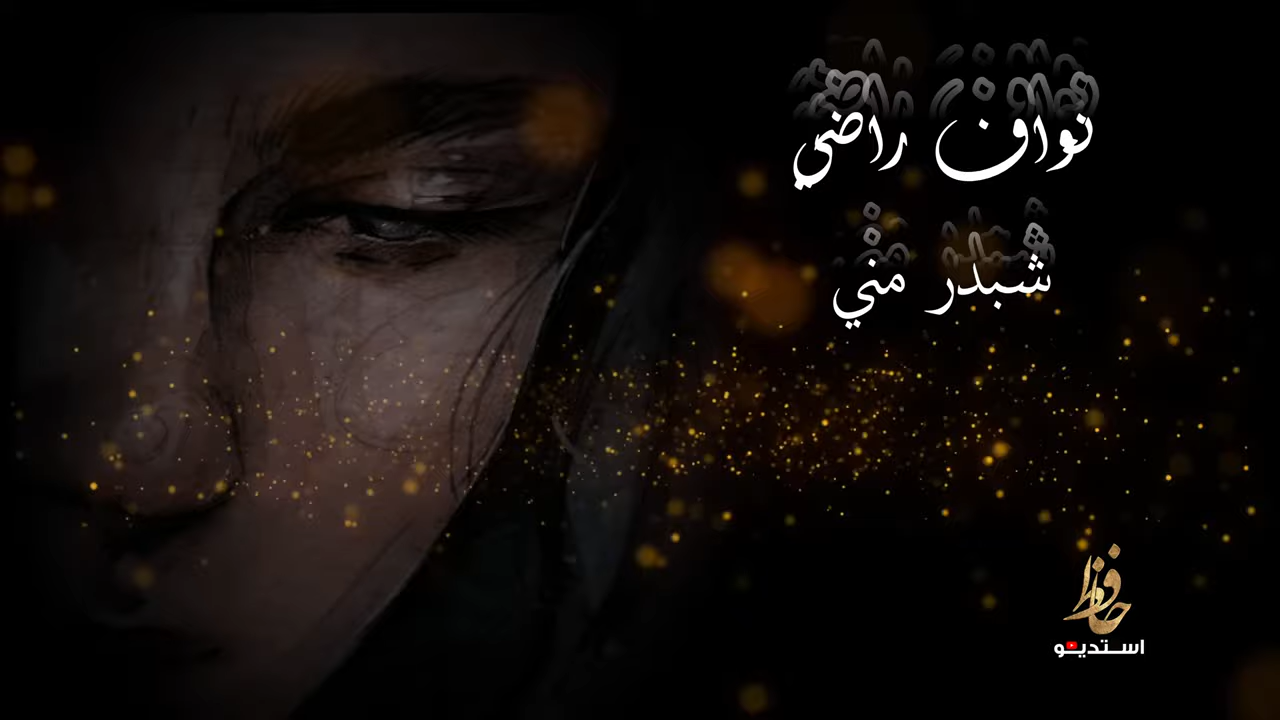 نواف راضي
شبدر مني
حافظ
استديو